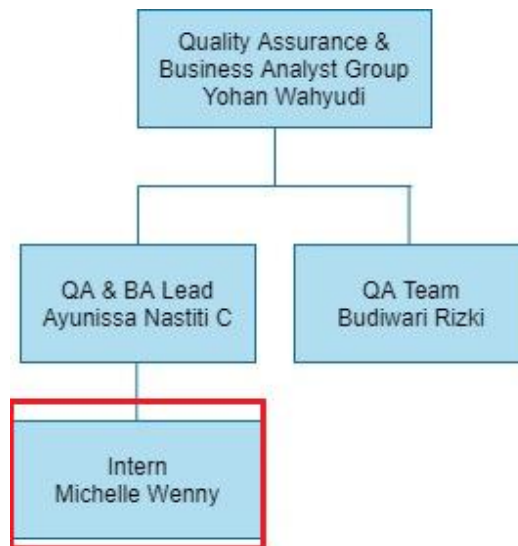 Quality Assurance &
Business Analyst Group
Yohan Wahyudi
QA & BA Lead
Ayunissa Nastiti C
QA Team
Budiwari Rizki
Intern
Michelle Wenny